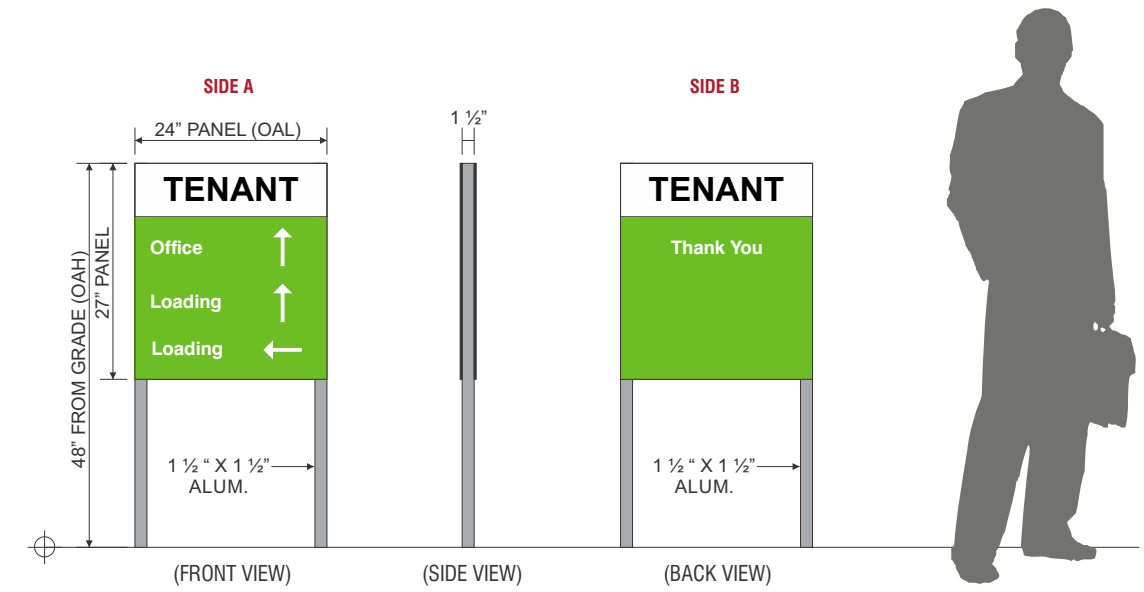 SIDE A
SIDE B
24” PANEL (OAL)
1 ½”
48” FROM GRADE (OAH)
27” PANEL
TENANT
Office
Loading
Loading
1 ½ “ X 1 ½”
ALUM.
TENANT
Thank You
1 ½ “ X 1 ½”
ALUM.
(FRONT VIEW)
(SIDE VIEW)
(BACK VIEW)